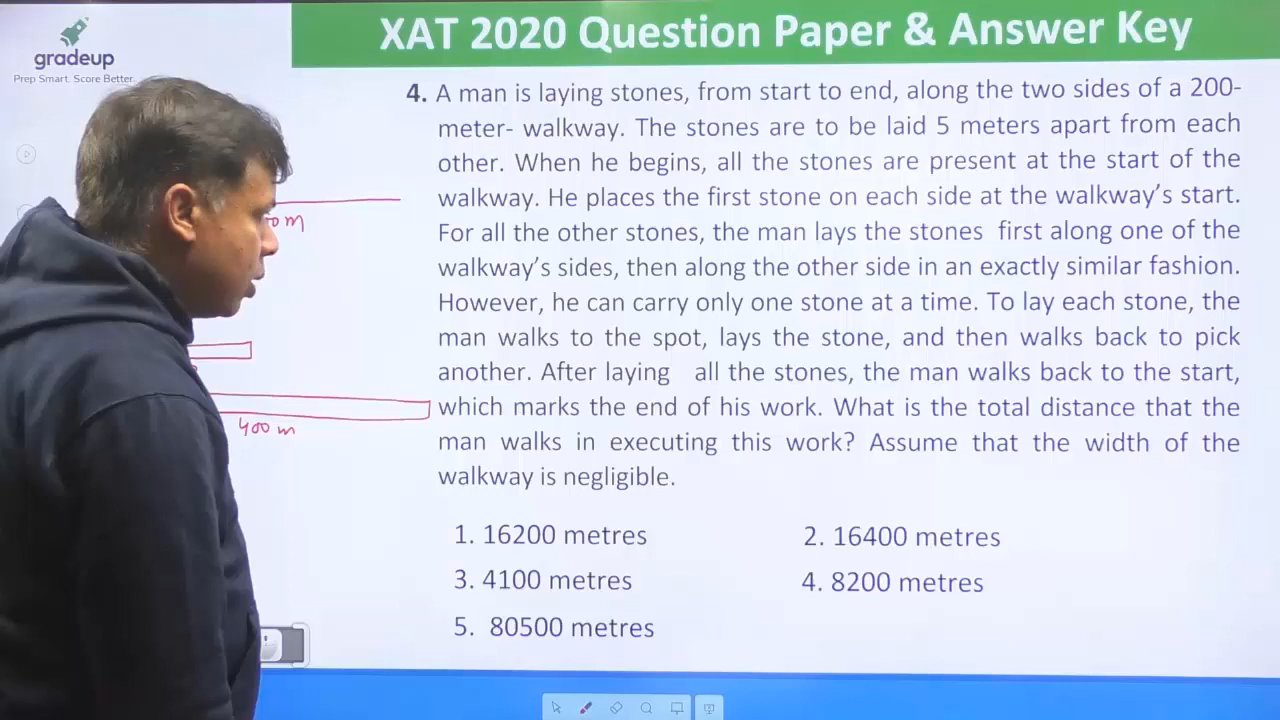 gradeup
Prep Smart. Score Better.
XAT 2020 Question Paper & Answer Key
4. A man is laying stones, from start to end, along the two sides of a 200-
meter- walkway. The stones are to be laid 5 meters apart from each
other. When he begins, all the stones are present at the start of the
walkway. He places the first stone on each side at the walkway's start.
For all the other stones, the man lays the stones first along one of the
walkway's sides, then along the other side in an exactly similar fashion.
However, he can carry only one stone at a time. To lay each stone, the
man walks to the spot, lays the stone, and then walks back to pick
another. After laying all the stones, the man walks back to the start,
which marks the end of his work. What is the total distance that the
man walks in executing this work? Assume that the width of the
walkway is negligible.
400 m
1. 16200 metres
2. 16400 metres
3. 4100 metres
4. 8200 metres
5. 80500 metres